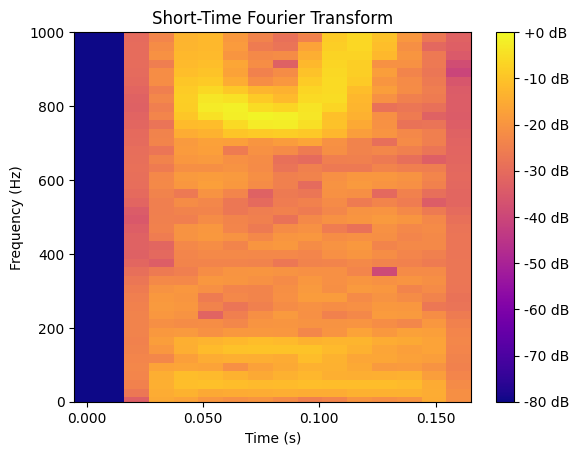 Short-Time Fourier Transform
Frequency (Hz)
1000
800
600
400
200
0
0.000
0.050
0.100
0.150
Time (s)
+0 dB
-10 dB
-20 dB
-30 dB
-40 dB
-50 dB
-60 dB
-70 dB
-80 dB